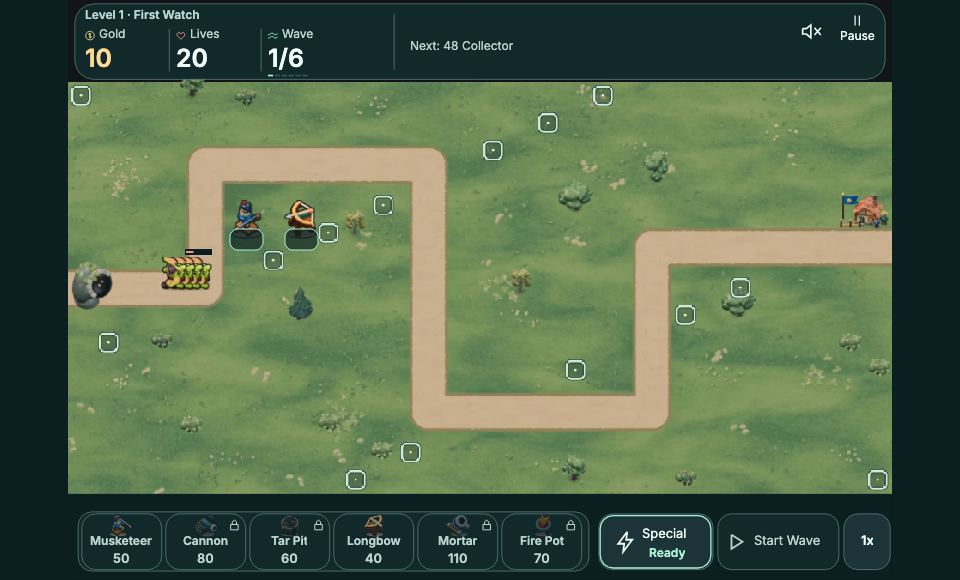 Level 1 · First Watch
Gold
10
Lives
20
Wave
1/6
Next: 48 Collector
Pause
Musketeer
50
Cannon
80
Tar Pit
60
Longbow
40
Mortar
110
Fire Pot
70
Special
Ready
Start Wave
1x